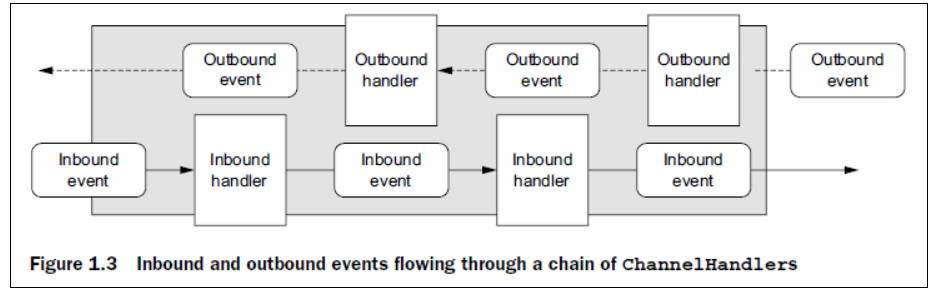 Outbound
event
Outbound
handler
Outbound
event
Outbound
handler
Outbound
event
Inbound
event
Inbound
handler
Inbound
event
Inbound
handler
Inbound
event
Figure 1.3 Inbound and outbound events flowing through a chain of ChannelHandlers